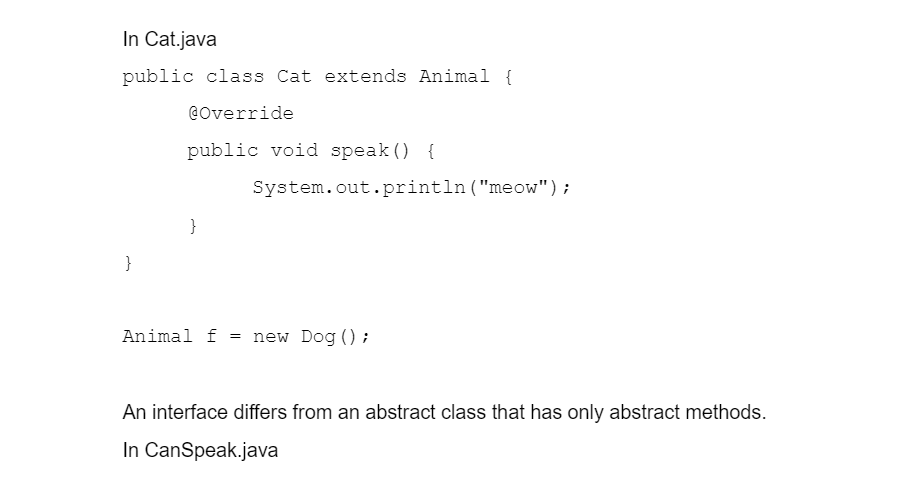 In Cat.java
public class Cat extends Animal {
@Override
public void speak() {
System.out.println("meow");
}
}
Animal f = new Dog();
An interface differs from an abstract class that has only abstract methods.
In CanSpeak.java